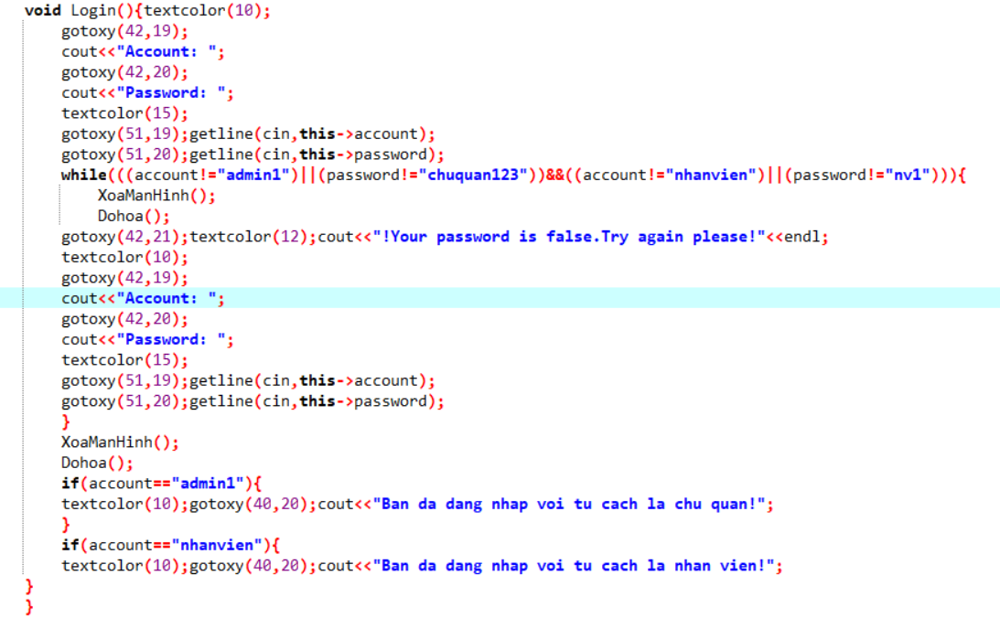 void Login(){textcolor(10);
gotoxy(42,19);
cout<<"Account: ";
gotoxy(42,20);
cout<<"Password: ";
textcolor(15);
gotoxy(51,19);getline(cin,this->account);
gotoxy(51,20);getline(cin,this->password);
while(((account!="admin1")||(password!="chuquan123"))&&((account!="nhanvien")||(password!="nv1"))){
XoaManHinh();
Dohoa();
gotoxy(42,21);textcolor(12);cout<<"!Your password is false.Try again please!"<<endl;
textcolor(10);
gotoxy(42,19);
cout<<"Account: ";
gotoxy(42,20);
cout<<"Password: ";
textcolor(15);
gotoxy(51,19);getline(cin,this->account);
gotoxy(51,20);getline(cin,this->password);
}
XoaManHinh();
Dohoa();
if(account=="admin1"){
textcolor(10);gotoxy(40,20);cout<<"Ban da dang nhap voi tu cach la chu quan!";
}
if(account=="nhanvien"){
textcolor(10);gotoxy(40,20);cout<<"Ban da dang nhap voi tu cach la nhan vien!";
}
}